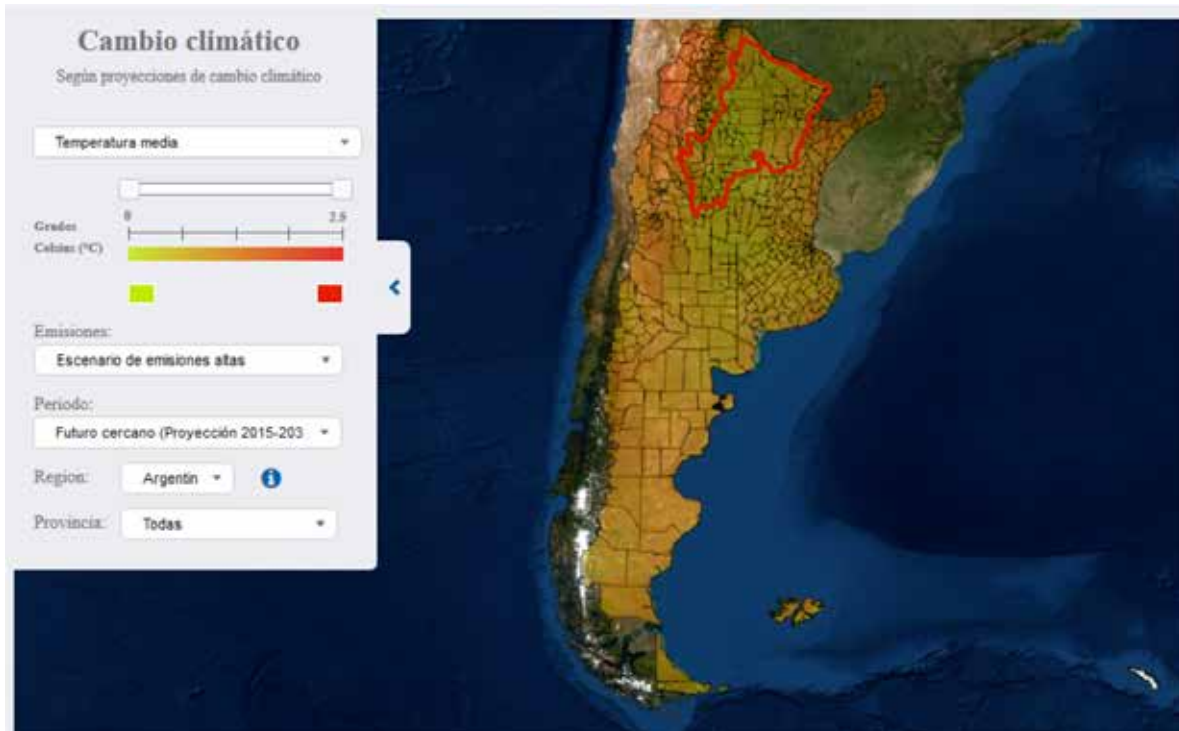 Cambio climático
Según proyecciones de cambio climático
Temperatura media
0 2.5
Grados
Celsius (°C)
Emisiones:
Escenario de emisiones altas
Periodo:
Futuro cercano (Proyección 2015-203
Region: Argentin
Provincia: Todas